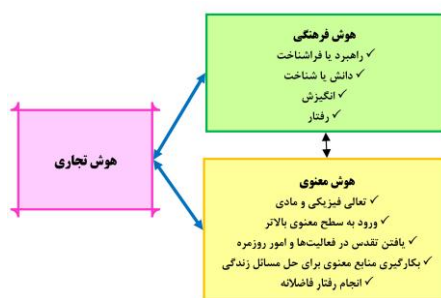 هوش فرهنگی
✓ راهبرد یا فراشناخت
✓ دانش یا شناخت
✓ انگیزش
✓ رفتار
هوش تجاری
هوش معنوی
✓ تعالی فیزیکی و مادی
✓ ورود به سطح معنوی بالاتر
✓ یافتن تقدس در فعالیت‌ها و امور روزمره
✓ بکارگیری منابع معنوی برای حل مسائل زندگی
✓ انجام رفتار فاضلانه